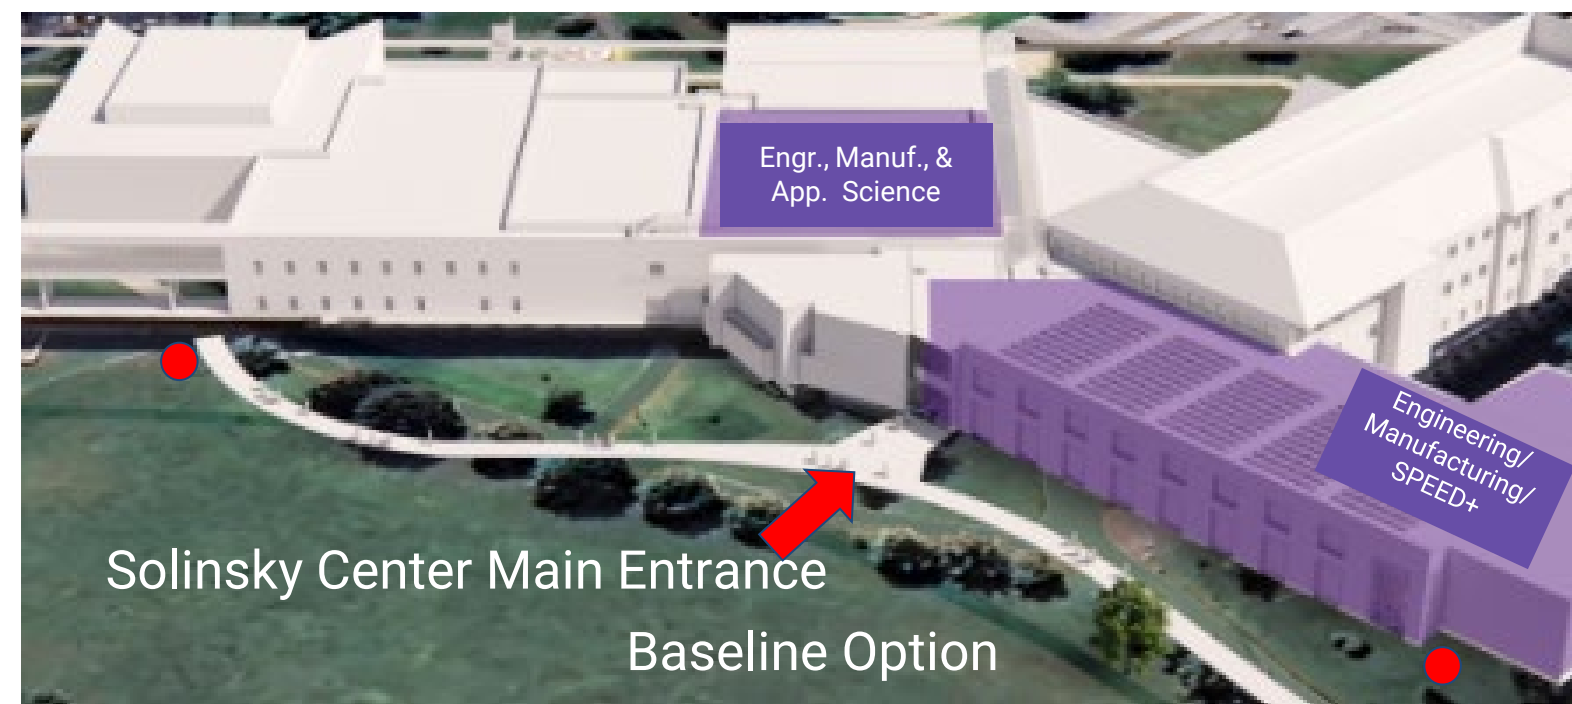 Engr., Manuf., &
App. Science
Engineering/
Manufacturing/
SPEED+
Solinsky Center Main Entrance
Baseline Option